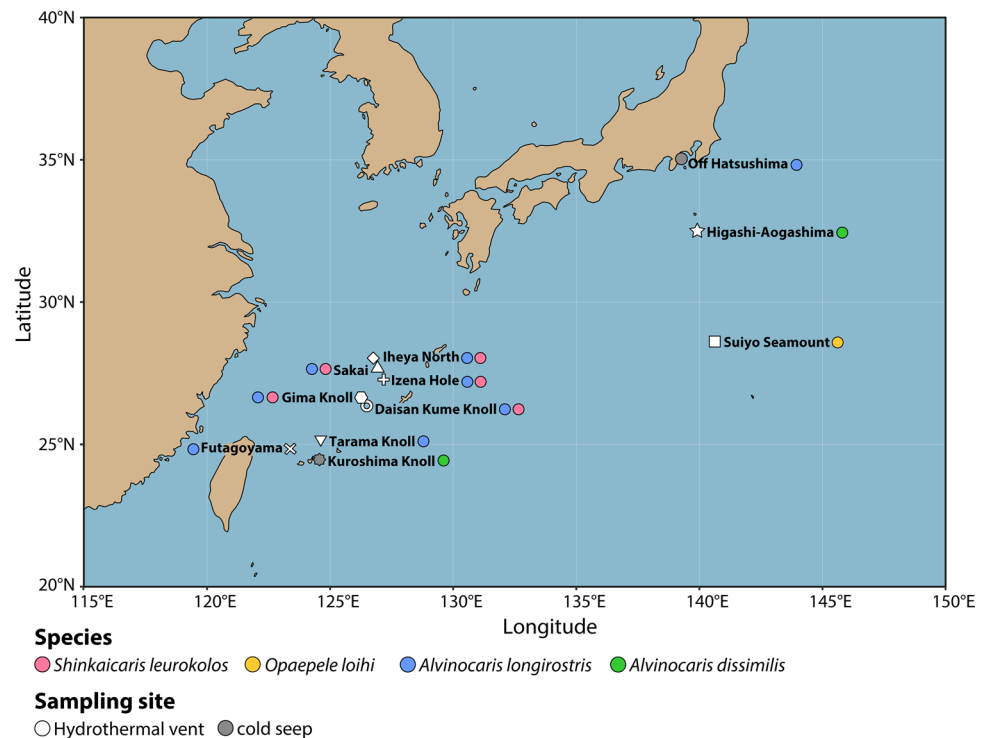 40°N
35°N
30°N
25°N
20°N
Latitude
Off Hatsushima
Higashi-Aogashima
Suiyo Seamount
Iheya North
Sakai
Izena Hole
Gima Knoll
Daisan Kume Knoll
Tarama Knoll
Futagoyama
Kuroshima Knoll
115°E 120°E 125°E 130°E 135°E 140°E 145°E 150°E
Longitude
Species
Shinkaicaris leurokolos Opaepele loihi Alvinocaris longirostris Alvinocaris dissimilis
Sampling site
Hydrothermal vent cold seep